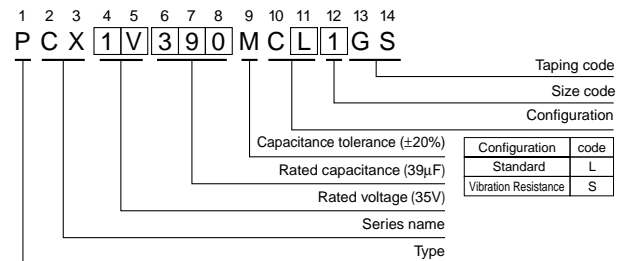 1 2 3 4 5 6 7 8 9 10 11 12 13 14
P C X 1 V 3 9 0 M C L 1 G S
Taping code
Size code
Configuration
Capacitance tolerance (±20%)
Rated capacitance (39μF)
Rated voltage (35V)
Series name
Type
Configuration code
Standard L
Vibration Resistance S